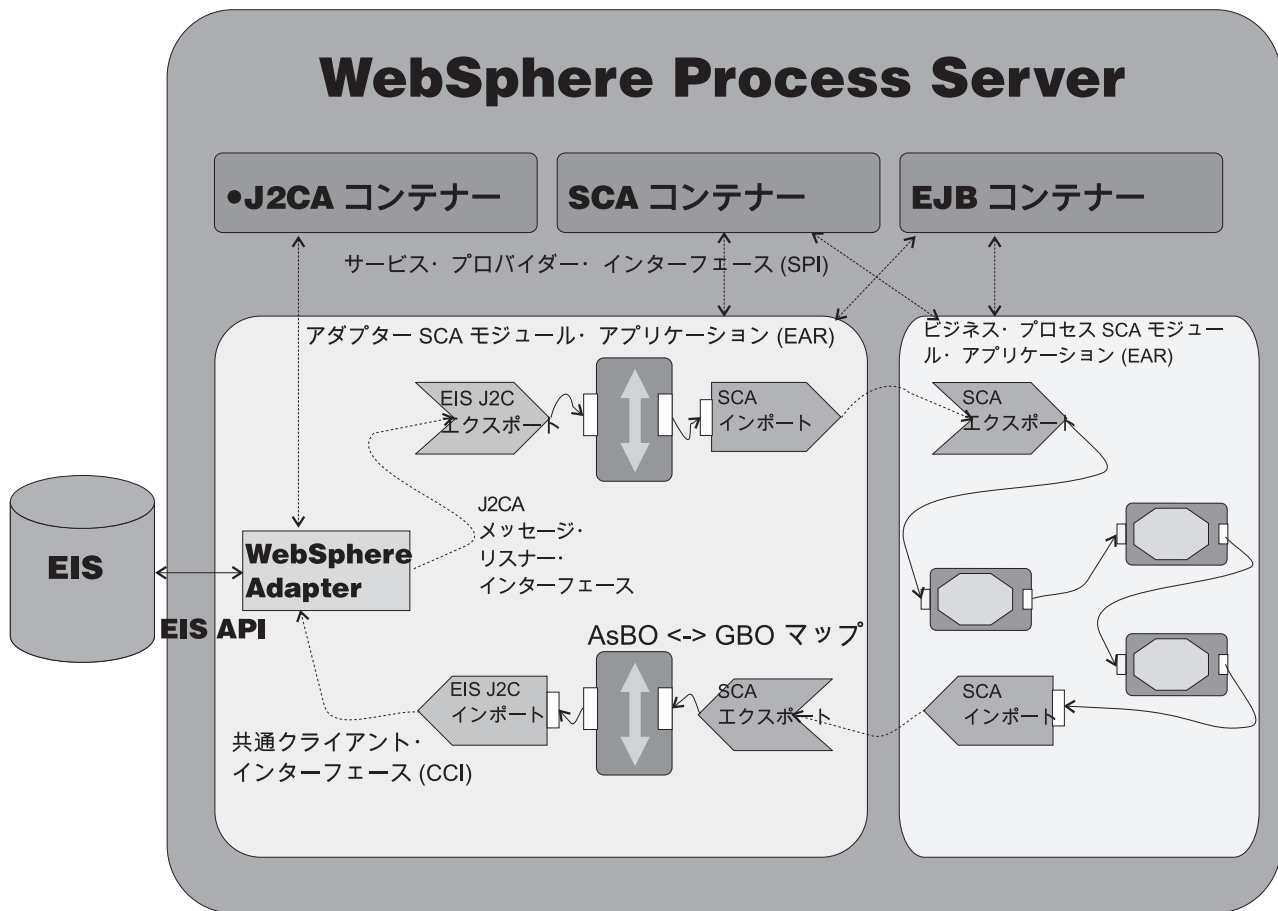 WebSphere Process Server
•J2CA コンテナー
SCA コンテナー
EJB コンテナー
サービス・プロバイダー・インターフェース (SPI)
アダプター SCA モジュール・アプリケーション (EAR)
ビジネス・プロセス SCA モジュー
ル・アプリケーション (EAR)
EIS J2C
エクスポート
SCA
インポート
SCA
エクスポート
J2CA
メッセージ・
リスナー・
インターフェース
EIS
WebSphere
Adapter
EIS API
AsBO <-> GBO マップ
EIS J2C
インポート
SCA
エクスポート
SCA
インポート
共通クライアント・
インターフェース (CCI)